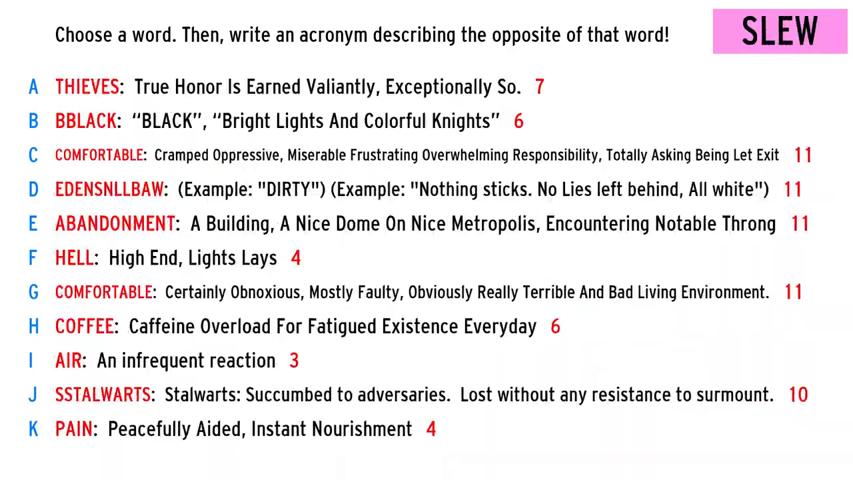 Choose a word. Then, write an acronym describing the opposite of that word!
SLEW
A THIEVES: True Honor Is Earned Valiantly, Exceptionally So. 7
B BBLACK: “BLACK”, “Bright Lights And Colorful Knights” 6
C COMFORTABLE: Cramped Oppressive, Miserable Frustrating Overwhelming Responsibility, Totally Asking Being Let Exit 11
D EDENSNLLBAW: (Example: "DIRTY") (Example: "Nothing sticks. No Lies left behind, All white") 11
E ABANDONMENT: A Building, A Nice Dome On Nice Metropolis, Encountering Notable Throng 11
F HELL: High End, Lights Lays 4
G COMFORTABLE: Certainly Obnoxious, Mostly Faulty, Obviously Really Terrible And Bad Living Environment. 11
H COFFEE: Caffeine Overload For Fatigued Existence Everyday 6
I AIR: An infrequent reaction 3
J SSTALWARTS: Stalwarts: Succumbed to adversaries. Lost without any resistance to surmount. 10
K PAIN: Peacefully Aided, Instant Nourishment 4